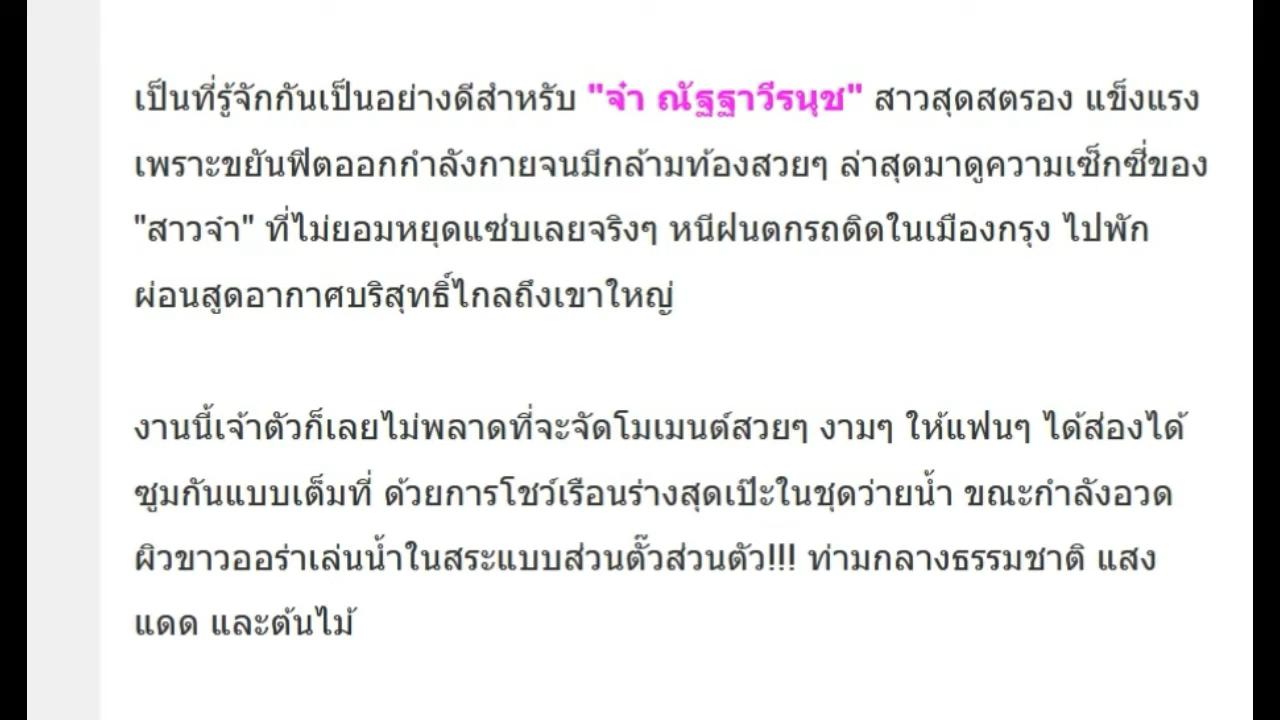 เป็นที่รู้จักกันเป็นอย่างดีสำหรับ "จ๋า ณัฐฐาวีรนุช" สาวสุดสตรอง แข็งแรง
เพราะขยันฟิตออกกำลังกายจนมีกล้ามท้องสวยๆ ล่าสุดมาดูความเซ็กซี่ของ
"สาวจ๋า" ที่ไม่ยอมหยุดแซ่บเลยจริงๆ หนีฝนตกรถติดในเมืองกรุง ไปพัก
ผ่อนสูดอากาศบริสุทธิ์ไกลถึงเขาใหญ่
งานนี้เจ้าตัวก็เลยไม่พลาดที่จะจัดโมเมนต์สวยๆ งามๆ ให้แฟนๆ ได้ส่องได้
ซูมกันแบบเต็มที่ ด้วยการโชว์เรือนร่างสุดเป๊ะในชุดว่ายน้ำ ขณะกำลังอวด
ผิวขาวออร่าเล่นน้ำในสระแบบส่วนตั๊วส่วนตัว!!! ท่ามกลางธรรมชาติ แสง
แดด และต้นไม้